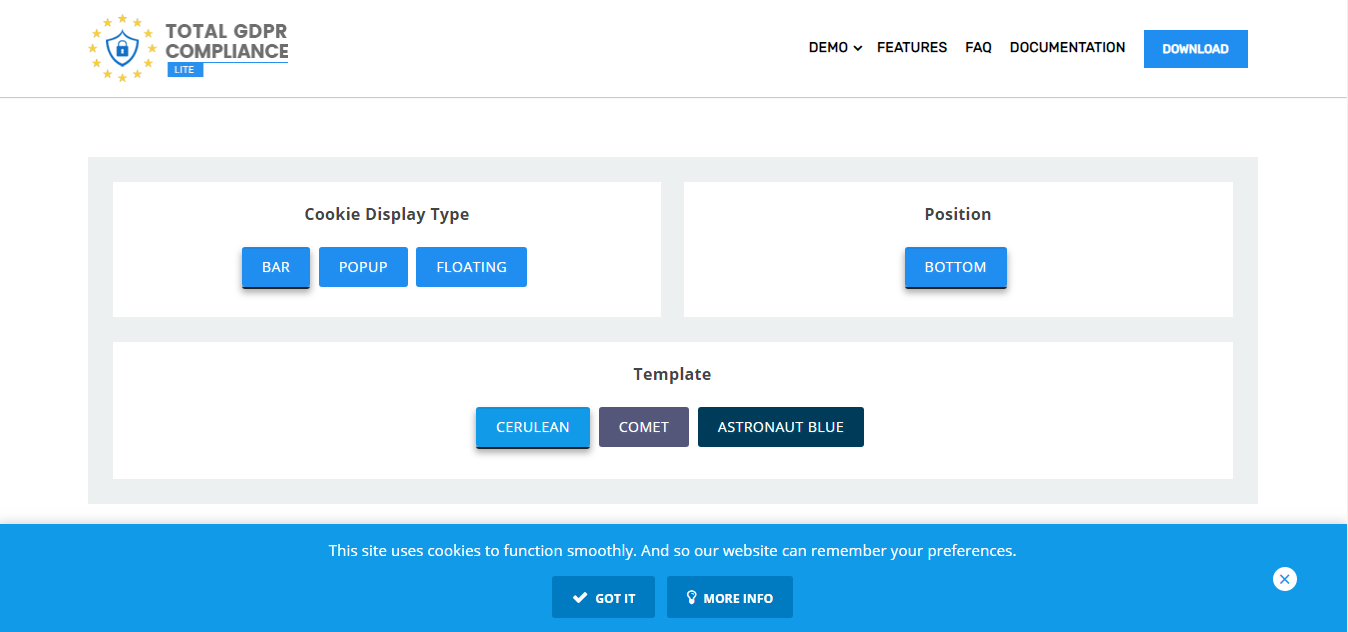 TOTAL GDPR
COMPLIANCE
LITE
DEMO FEATURES FAQ DOCUMENTATION DOWNLOAD
Cookie Display Type
BAR POPUP FLOATING
Position
BOTTOM
Template
CERULEAN COMET ASTRONAUT BLUE
This site uses cookies to function smoothly. And so our website can remember your preferences.
GOT IT MORE INFO